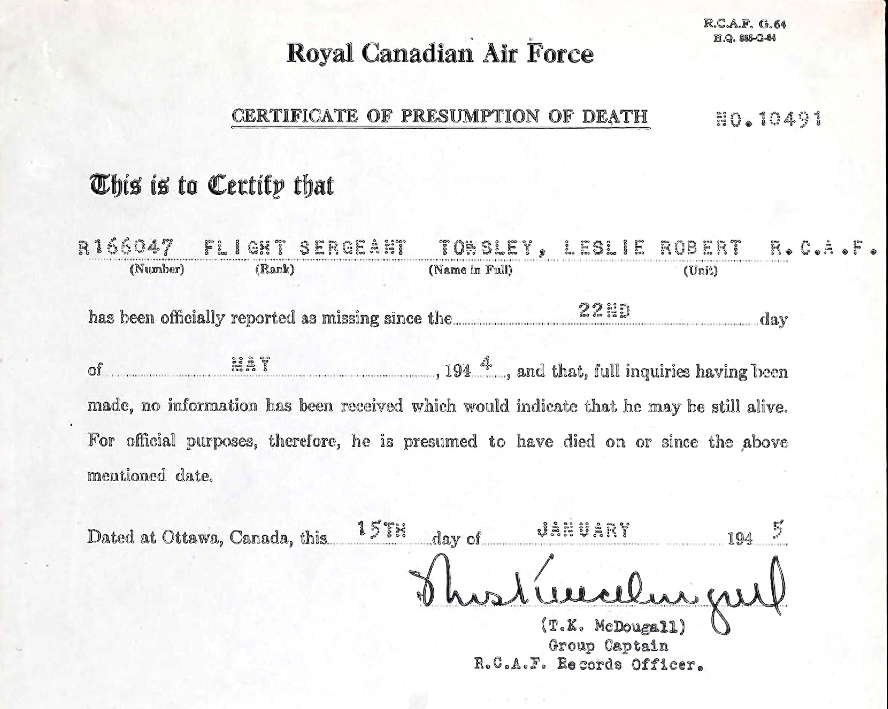 R.C.A.F. G.64
H.Q. 885-G-64
Royal Canadian Air Force
CERTIFICATE OF PRESUMPTION OF DEATH NO.10491
This is to Certify that
R166047 FLIGHT SERGEANT TOWSLEY, LESLIE ROBERT R.C.A.F.
(Number) (Rank) (Name in Full) (Unit)
has been officially reported as missing since the 22ND day
of MAY , 194 4 , and that, full inquiries having been
made, no information has been received which would indicate that he may be still alive.
For official purposes, therefore, he is presumed to have died on or since the above
mentioned date.
Dated at Ottawa, Canada, this 15TH day of JANUARY 194 5
(T.K. McDougall)
Group Captain
R.C.A.F. Records Officer.